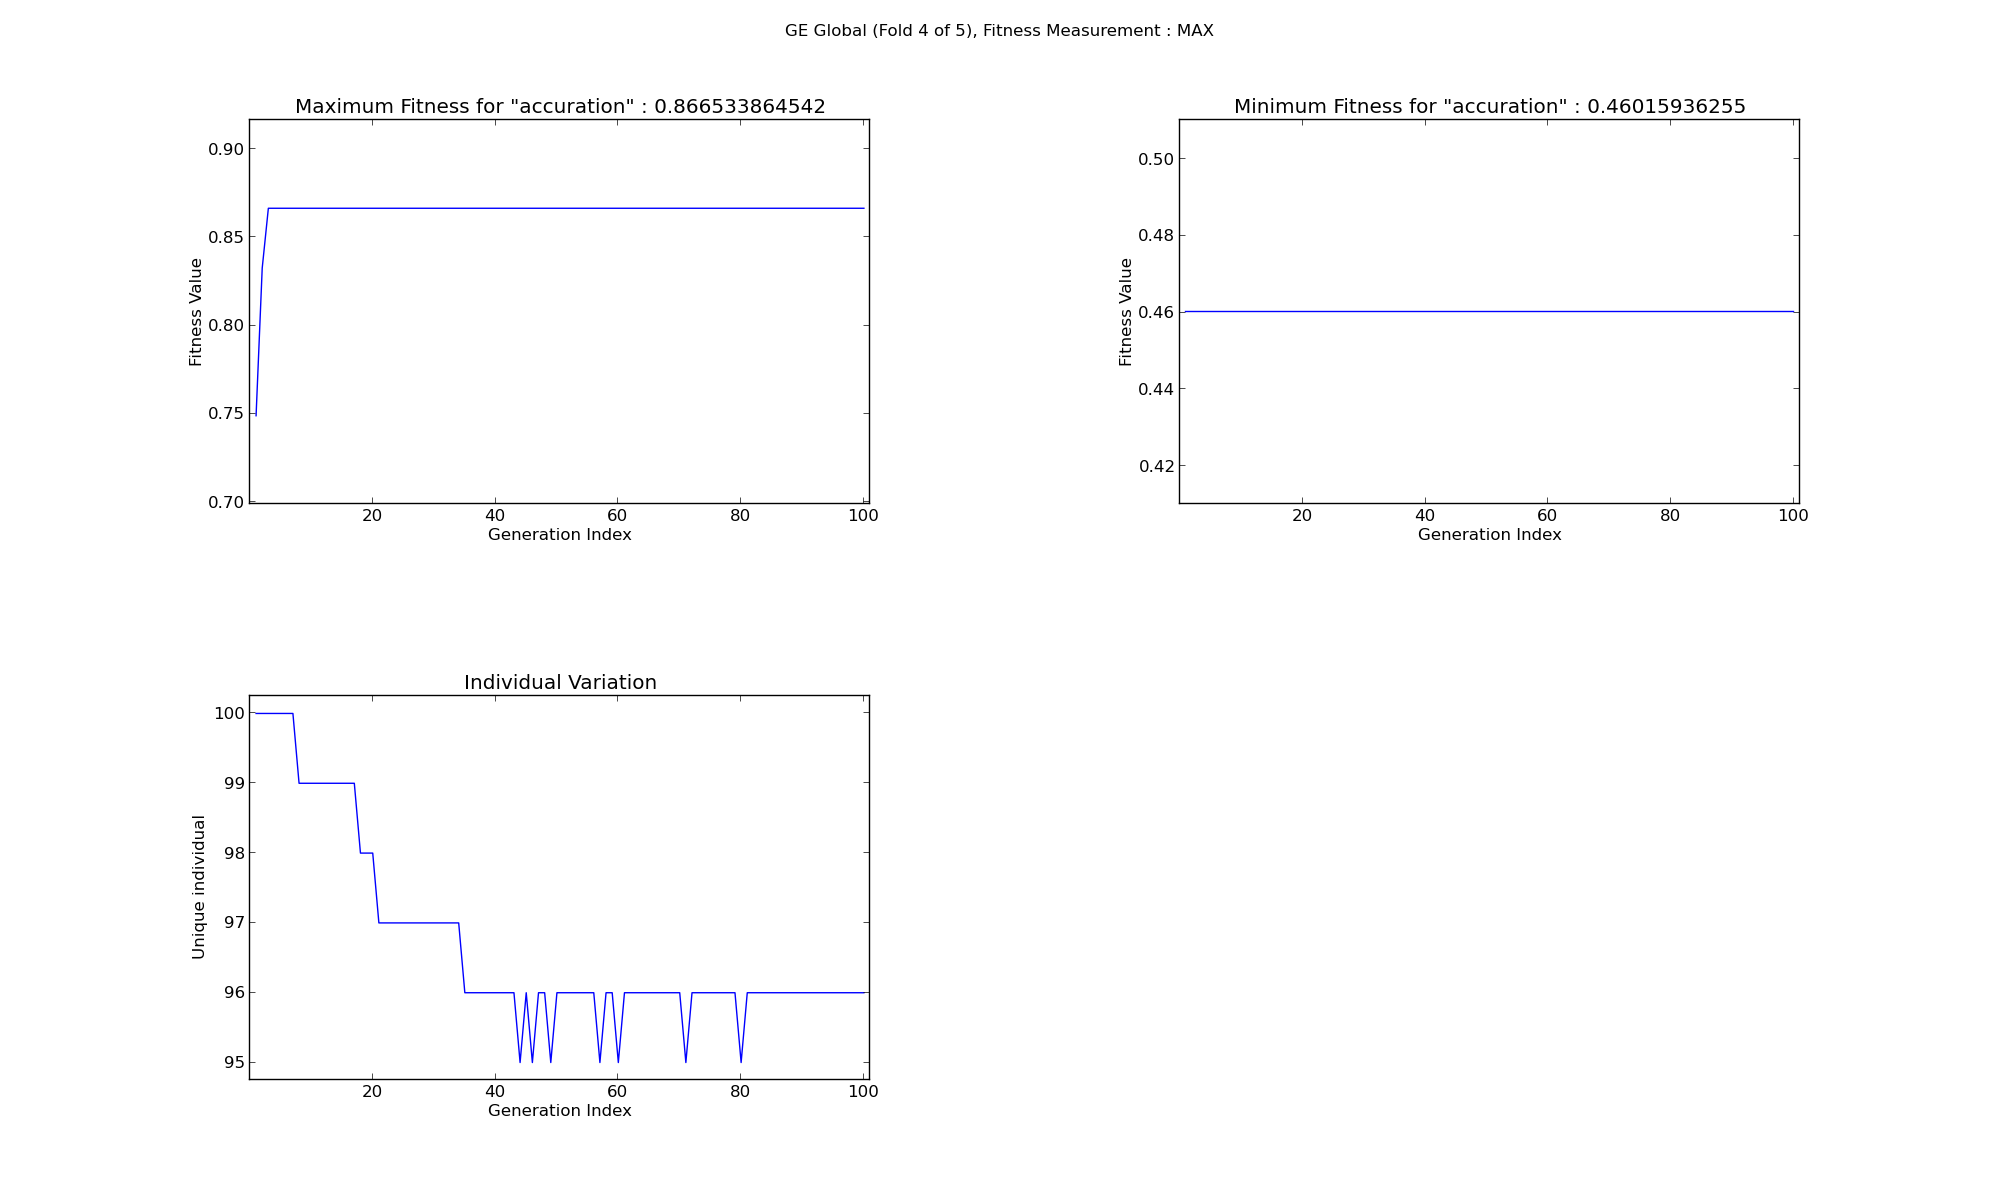 GE Global (Fold 4 of 5), Fitness Measurement : MAX
Maximum Fitness for "accuration" : 0.866533864542
0.90
0.85
0.80
0.75
0.70
Fitness Value
20 40 60 80 100
Generation Index
Minimum Fitness for "accuration" : 0.46015936255
0.50
0.48
0.46
0.44
0.42
Fitness Value
20 40 60 80 100
Generation Index
Individual Variation
100
99
98
97
96
95
Unique individual
20 40 60 80 100
Generation Index